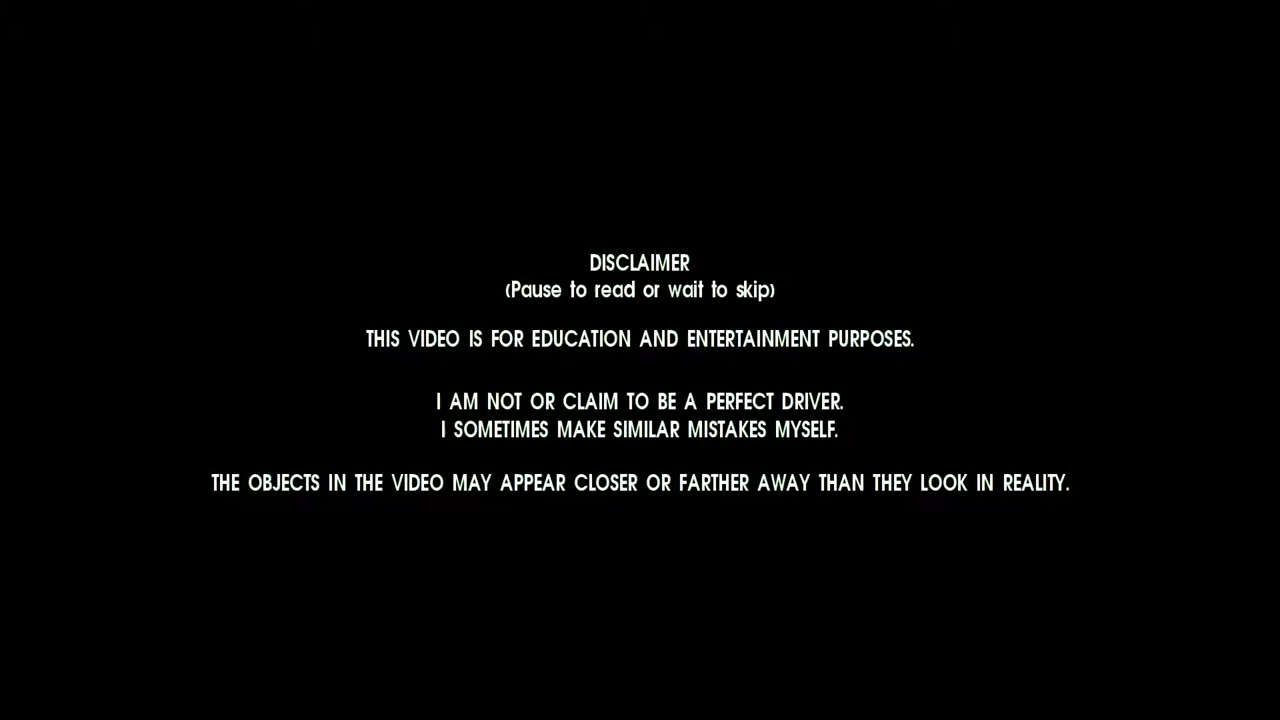 DISCLAIMER
(Pause to read or wait to skip)
THIS VIDEO IS FOR EDUCATION AND ENTERTAINMENT PURPOSES.
I AM NOT OR CLAIM TO BE A PERFECT DRIVER.
I SOMETIMES MAKE SIMILAR MISTAKES MYSELF.
THE OBJECTS IN THE VIDEO MAY APPEAR CLOSER OR FARTHER AWAY THAN THEY LOOK IN REALITY.